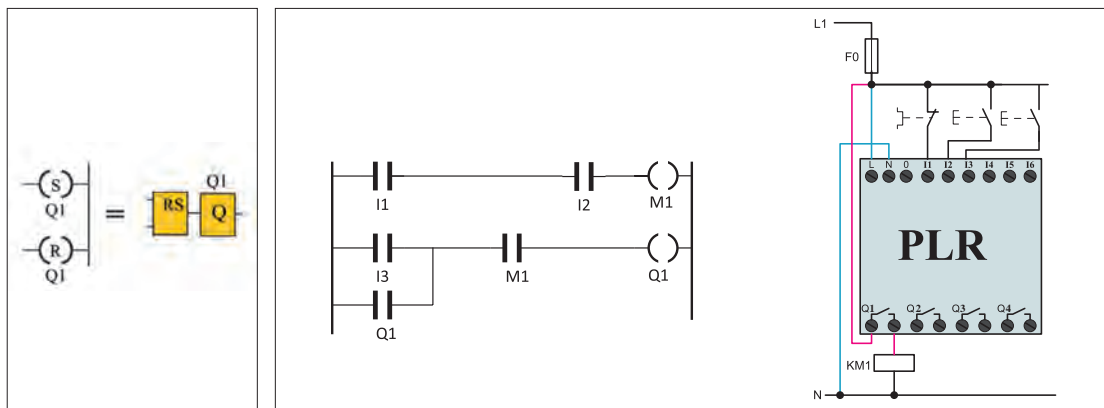 S
Q1
R
Q1
=
Q1
RS Q
I1 I2 M1
I3 M1 Q1
Q1
L1
F0
L N 0 I1 I2 I3 I4 I5 I6
PLR
Q1 Q2 Q3 Q4
KM1
N